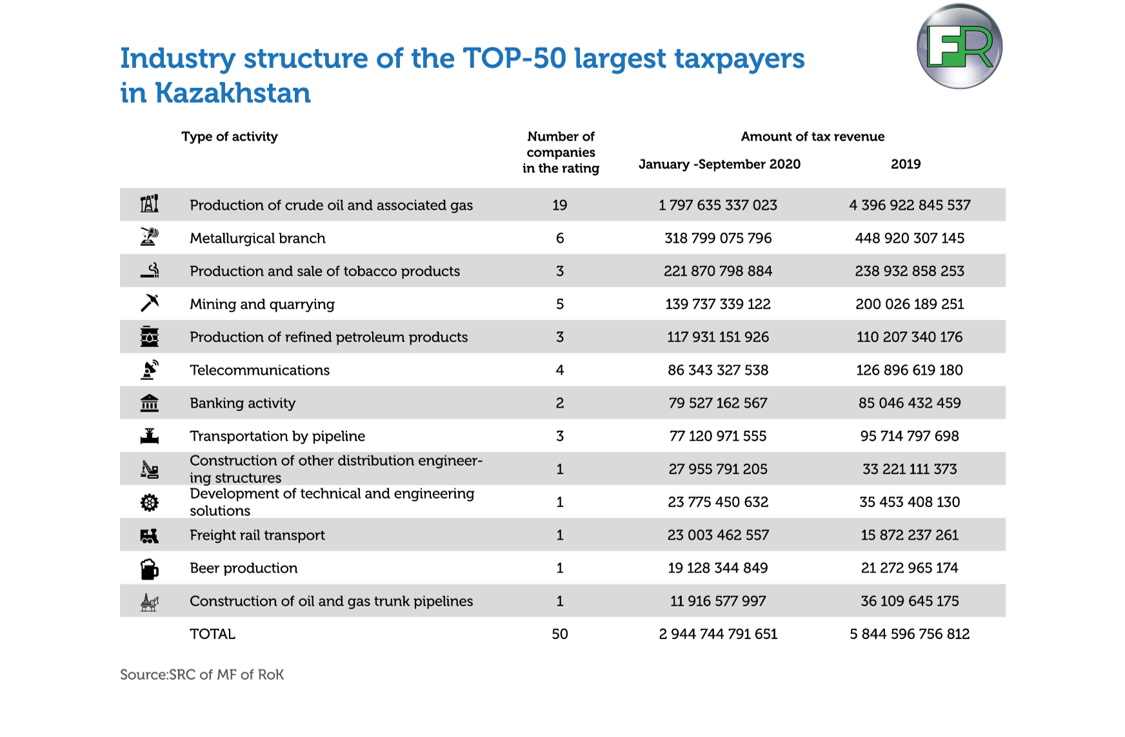 Industry structure of the TOP-50 largest taxpayers
in Kazakhstan
FR
Type of activity
Number of
companies
in the rating
Amount of tax revenue
January -September 2020 2019
Production of crude oil and associated gas 19 1 797 635 337 023 4 396 922 845 537
Metallurgical branch 6 318 799 075 796 448 920 307 145
Production and sale of tobacco products 3 221 870 798 884 238 932 858 253
Mining and quarrying 5 139 737 339 122 200 026 189 251
Production of refined petroleum products 3 117 931 151 926 110 207 340 176
Telecommunications 4 86 343 327 538 126 896 619 180
Banking activity 2 79 527 162 567 85 046 432 459
Transportation by pipeline 3 77 120 971 555 95 714 797 698
Construction of other distribution engineer-
ing structures 1 27 955 791 205 33 221 111 373
Development of technical and engineering
solutions 1 23 775 450 632 35 453 408 130
Freight rail transport 1 23 003 462 557 15 872 237 261
Beer production 1 19 128 344 849 21 272 965 174
Construction of oil and gas trunk pipelines 1 11 916 577 997 36 109 645 175
TOTAL 50 2 944 744 791 651 5 844 596 756 812
Source:SRC of MF of RoK